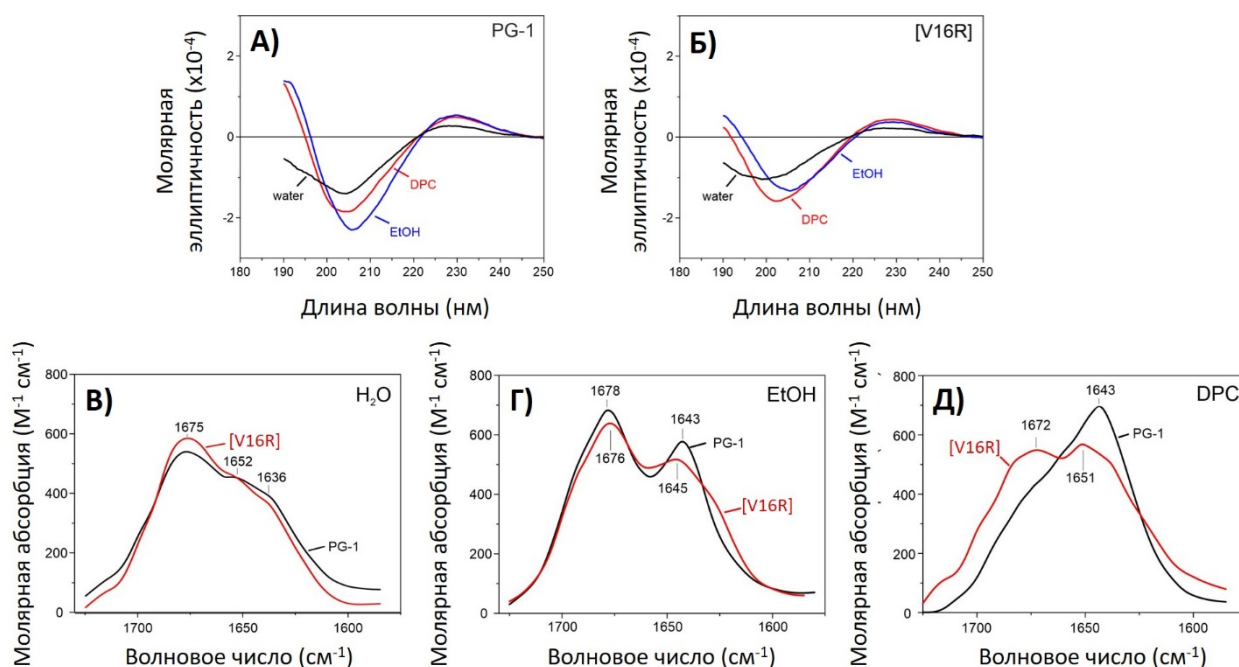 А)
PG-1
Молярная
эллиптичность (x10⁻⁴)
2
0
-2
water
DPC
EtOH
180 190 200 210 220 230 240 250
Длина волны (нм)
Б)
[V16R]
Молярная
эллиптичность (x10⁻⁴)
2
0
-2
water
EtOH
DPC
180 190 200 210 220 230 240 250
Длина волны (нм)
В)
H₂O
Молярная абсорбция (М⁻¹ см⁻¹)
800
600
400
200
0
1675
[V16R]
1652
1636
PG-1
1700 1650 1600
Волновое число (см⁻¹)
Г)
EtOH
Молярная абсорбция (М⁻¹ см⁻¹)
800
600
400
200
0
1678
1643
PG-1
1676
1645
[V16R]
1700 1650 1600
Волновое число (см⁻¹)
Д)
DPC
Молярная абсорбция (М⁻¹ см⁻¹)
800
600
400
200
0
1643
1672
PG-1
[V16R]
1651
1700 1650 1600
Волновое число (см⁻¹)